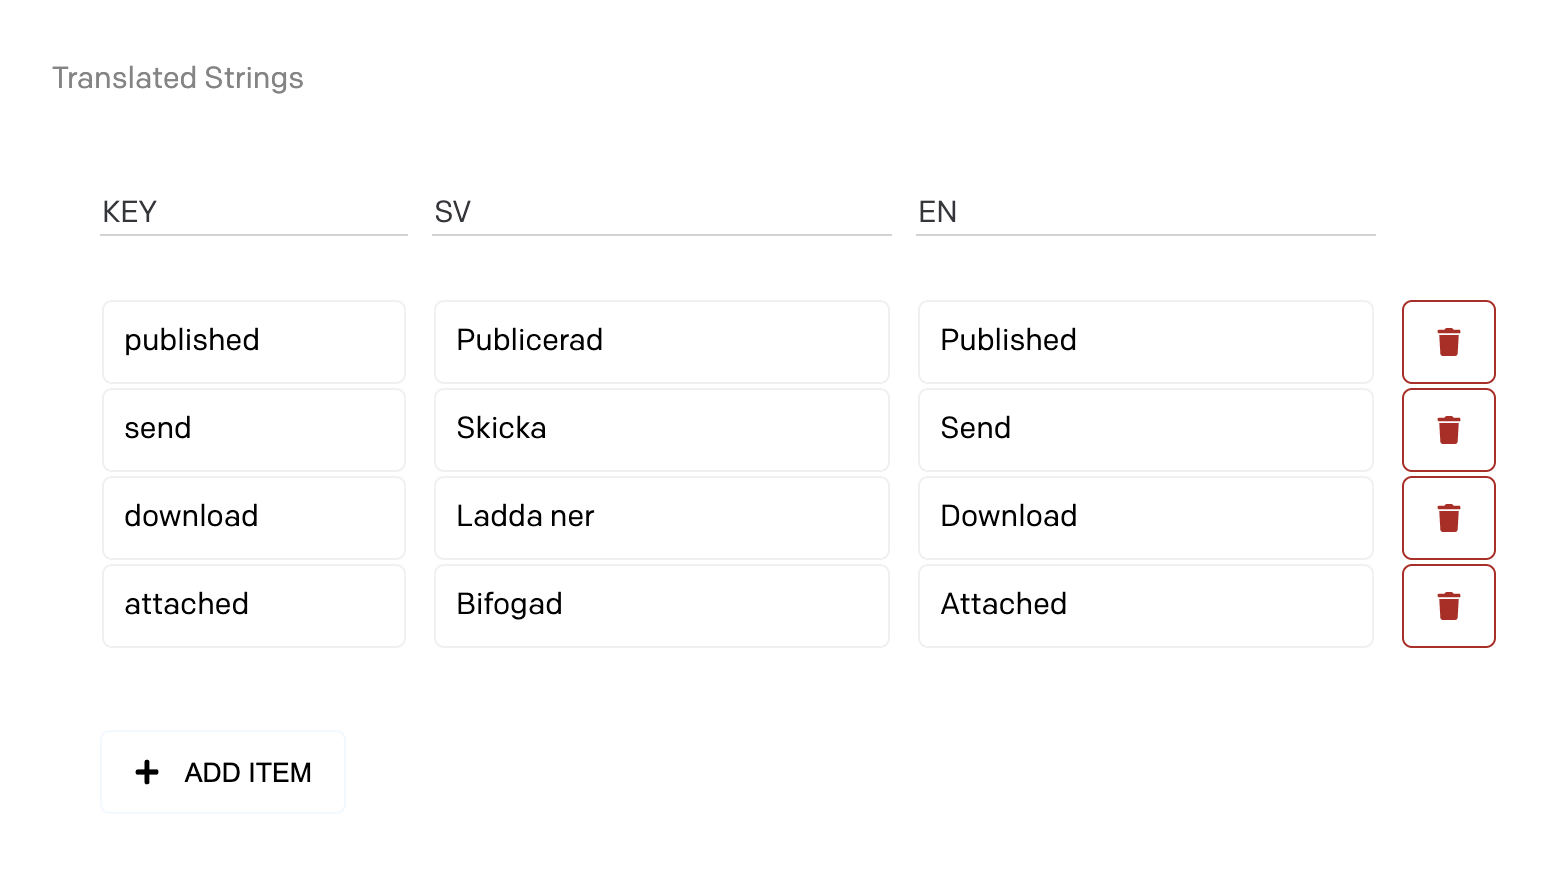 Translated Strings
KEY SV EN
published Publicerad Published
send Skicka Send
download Ladda ner Download
attached Bifogad Attached
ADD ITEM